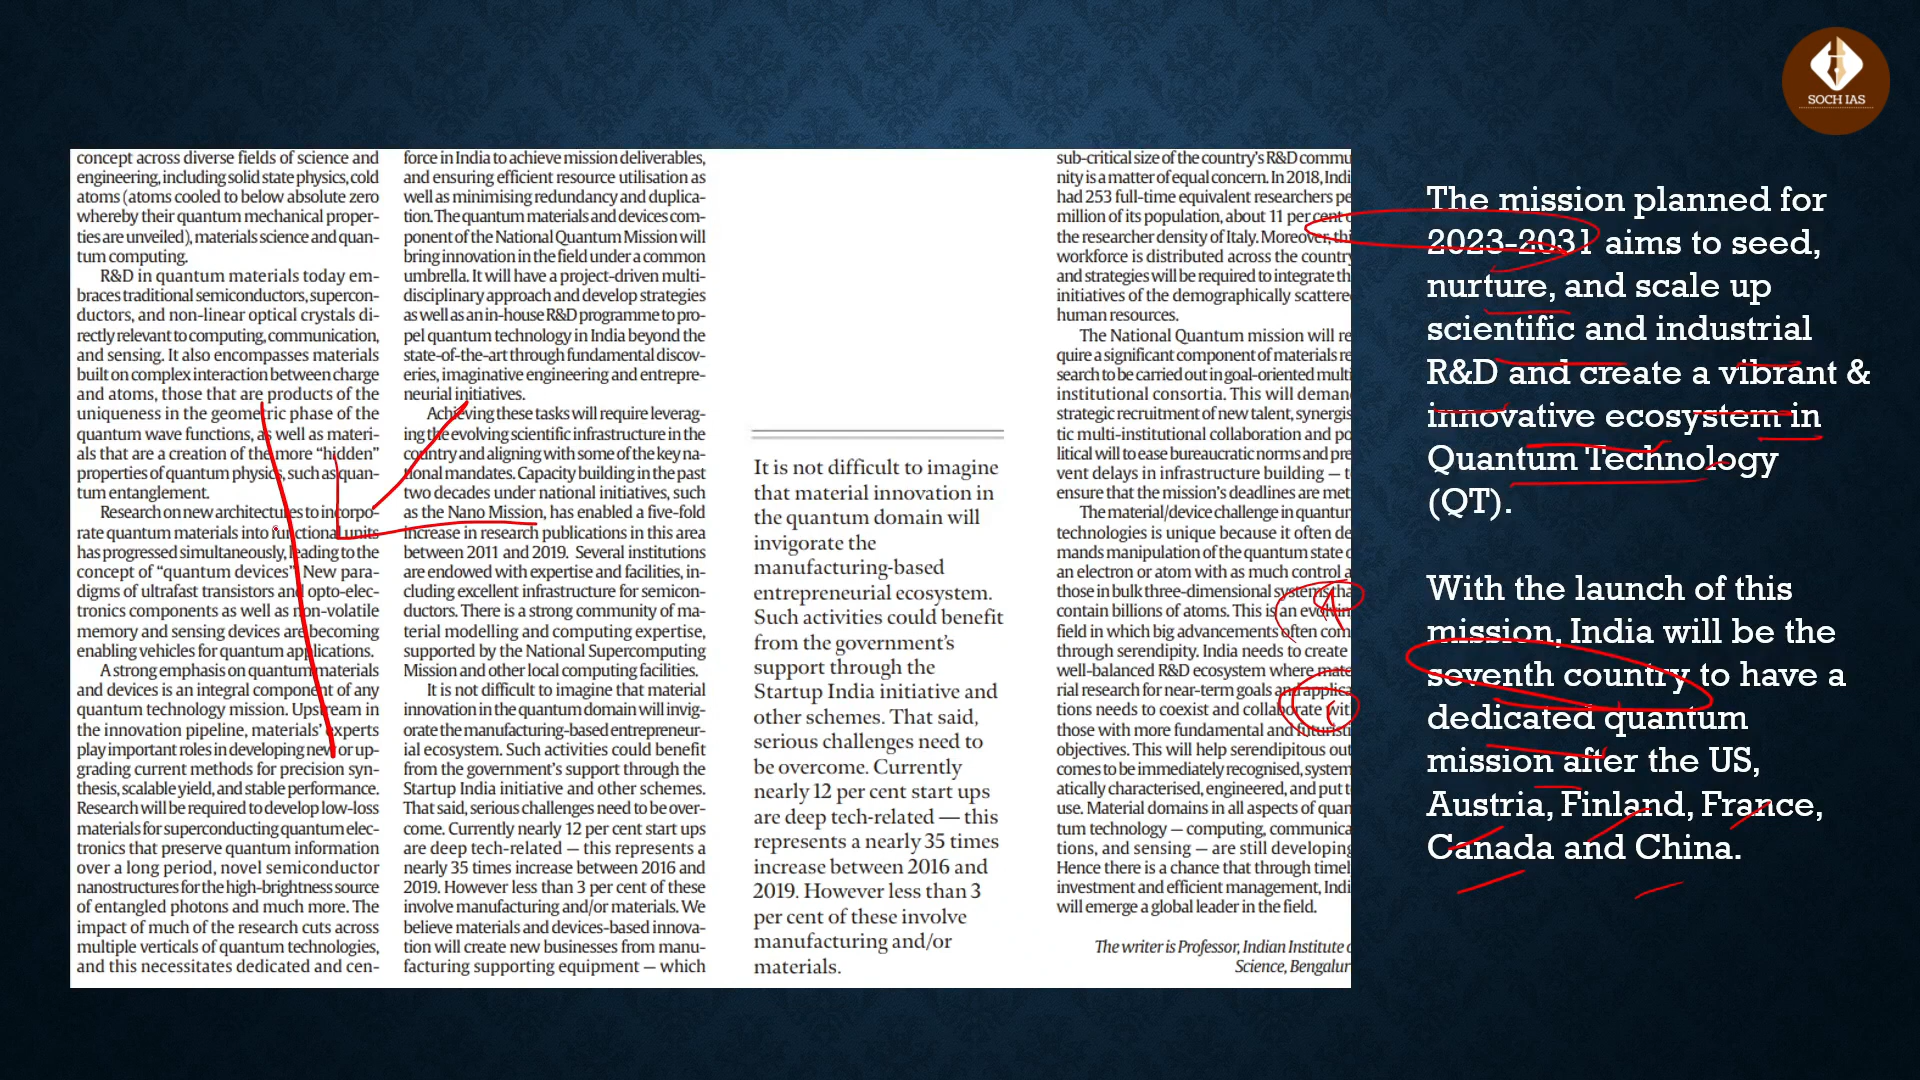 SOCH IAS
concept across diverse fields of science and
engineering, including solid state physics, cold
atoms (atoms cooled to below absolute zero
whereby their quantum mechanical proper-
ties are unveiled), materials science and quan-
tum computing.
R&D in quantum materials today em-
braces traditional semiconductors, supercon-
ductors, and non-linear optical crystals di-
rectly relevant to computing, communication,
and sensing. It also encompasses materials
built on complex interaction between charge
and atoms, those that are products of the
uniqueness in the geometric phase of the
quantum wave functions, as well as materi-
als that are a creation of the more “hidden”
properties of quantum physics, such as quan-
tum entanglement.
Research on new architectures to incorpo-
rate quantum materials into functional units
has progressed simultaneously, leading to the
concept of “quantum devices”. New para-
digms of ultrafast transistors and opto-elec-
tronics components as well as non-volatile
memory and sensing devices are becoming
enabling vehicles for quantum applications.
A strong emphasis on quantum materials
and devices is an integral component of any
quantum technology mission. Upstream in
the innovation pipeline, materials’ experts
play important roles in developing new or up-
grading current methods for precision syn-
thesis, scalable yield, and stable performance.
Research will be required to develop low-loss
materials for superconducting quantum elec-
tronics that preserve quantum information
over a long period, novel semiconductor
nanostructures for the high-brightness source
of entangled photons and much more. The
impact of much of the research cuts across
multiple verticals of quantum technologies,
and this necessitates dedicated and cen-
force in India to achieve mission deliverables,
and ensuring efficient resource utilisation as
well as minimising redundancy and duplica-
tion. The quantum materials and devices com-
ponent of the National Quantum Mission will
bring innovation in the field under a common
umbrella. It will have a project-driven multi-
disciplinary approach and develop strategies
as well as an in-house R&D programme to pro-
pel quantum technology in India beyond the
state-of-the-art through fundamental discov-
eries, imaginative engineering and entrepre-
neurial initiatives.
Achieving these tasks will require leverag-
ing the evolving scientific infrastructure in the
country and aligning with some of the key na-
tional mandates. Capacity building in the past
two decades under national initiatives, such
as the Nano Mission, has enabled a five-fold
increase in research publications in this area
between 2011 and 2019. Several institutions
are endowed with expertise and facilities, in-
cluding excellent infrastructure for semicon-
ductors. There is a strong community of ma-
terial modelling and computing expertise,
supported by the National Supercomputing
Mission and other local computing facilities.
It is not difficult to imagine that material
innovation in the quantum domain will invig-
orate the manufacturing-based entrepreneur-
ial ecosystem. Such activities could benefit
from the government’s support through the
Startup India initiative and other schemes.
That said, serious challenges need to be over-
come. Currently nearly 12 per cent start ups
are deep tech-related — this represents a
nearly 35 times increase between 2016 and
2019. However less than 3 per cent of these
involve manufacturing and/or materials. We
believe materials and devices-based innova-
tion will create new businesses from manu-
facturing supporting equipment — which
It is not difficult to imagine
that material innovation in
the quantum domain will
invigorate the
manufacturing-based
entrepreneurial ecosystem.
Such activities could benefit
from the government’s
support through the
Startup India initiative and
other schemes. That said,
serious challenges need to
be overcome. Currently
nearly 12 per cent start ups
are deep tech-related — this
represents a nearly 35 times
increase between 2016 and
2019. However less than 3
per cent of these involve
manufacturing and/or
materials.
sub-critical size of the country’s R&D commu
nity is a matter of equal concern. In 2018, Indi
had 253 full-time equivalent researchers pe
million of its population, about 11 per cent o
the researcher density of Italy. Moreover, thi
workforce is distributed across the country
and strategies will be required to integrate th
initiatives of the demographically scattere
human resources.
The National Quantum mission will re
quire a significant component of materials re
search to be carried out in goal-oriented multi
institutional consortia. This will deman
strategic recruitment of new talent, synergis
tic multi-institutional collaboration and po
litical will to ease bureaucratic norms and pre
vent delays in infrastructure building — t
ensure that the mission’s deadlines are met
The material/device challenge in quantum
technologies is unique because it often de
mands manipulation of the quantum state o
an electron or atom with as much control a
those in bulk three-dimensional systems tha
contain billions of atoms. This is an evolvin
field in which big advancements often com
through serendipity. India needs to create
well-balanced R&D ecosystem where mate
rial research for near-term goals and applica
tions needs to coexist and collaborate wit
those with more fundamental and futuristi
objectives. This will help serendipitous out
comes to be immediately recognised, system
atically characterised, engineered, and put t
use. Material domains in all aspects of quan
tum technology — computing, communica
tions, and sensing — are still developing
Hence there is a chance that through timel
investment and efficient management, Indi
will emerge a global leader in the field.
The writer is Professor, Indian Institute o
Science, Bengalur
The mission planned for
2023-2031 aims to seed,
nurture, and scale up
scientific and industrial
R&D and create a vibrant &
innovative ecosystem in
Quantum Technology
(QT).
With the launch of this
mission, India will be the
seventh country to have a
dedicated quantum
mission after the US,
Austria, Finland, France,
Canada and China.